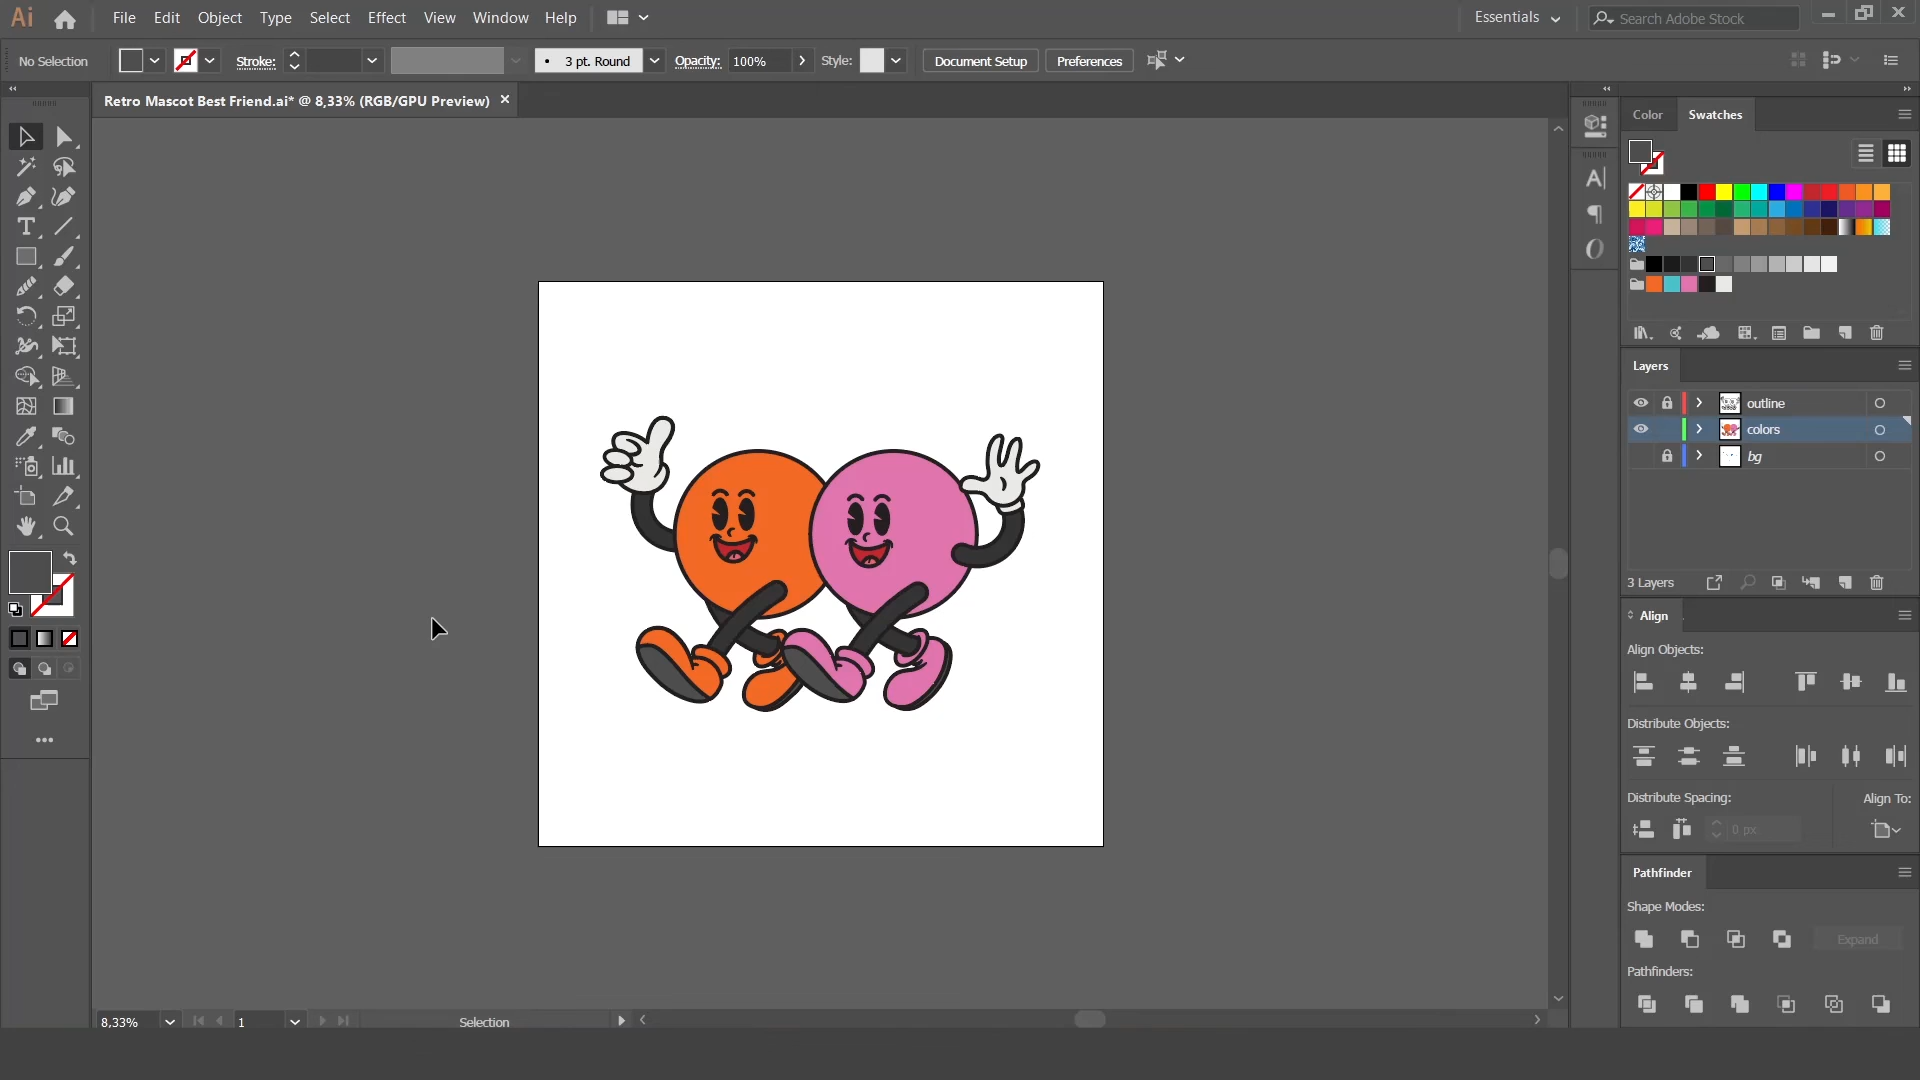 Ai File Edit Object Type Select Effect View Window Help Essentials Search Adobe Stock
No Selection Stroke: 3 pt. Round Opacity: 100% Style: Document Setup Preferences
Retro Mascot Best Friend.ai* @ 8,33% (RGB/GPU Preview)
Color Swatches
Layers
outline
colors
bg
3 Layers
Align
Align Objects:
Distribute Objects:
Distribute Spacing: Align To:
0 px
Pathfinder
Shape Modes:
Expand
Pathfinders:
8,33% 1 Selection